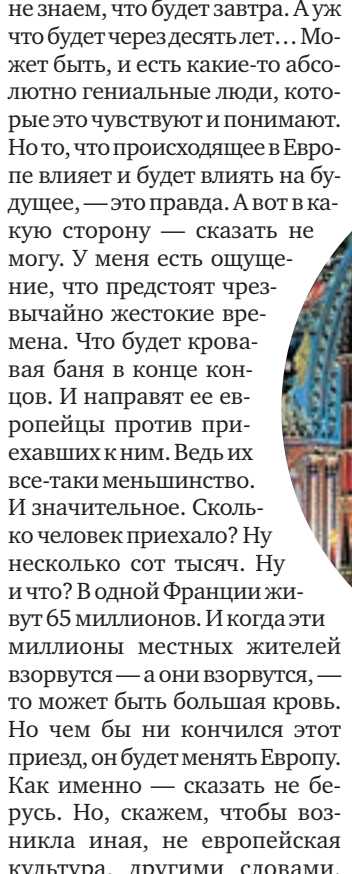 не знаем, что будет завтра. А уж
что будет через десять лет… Мо-
жет быть, и есть какие-то абсо-
лютно гениальные люди, кото-
рые это чувствуют и понимают.
Но то, что происходящее в Евро-
пе влияет и будет влиять на бу-
дущее, — это правда. А вот в ка-
кую сторону — сказать не
могу. У меня есть ощуще-
ние, что предстоят чрез-
вычайно жестокие вре-
мена. Что будет крова-
вая баня в конце кон-
цов. И направят ее ев-
ропейцы против при-
ехавших к ним. Ведь их
все-таки меньшинство.
И значительное. Сколь-
ко человек приехало? Ну
несколько сот тысяч. Ну
и что? В одной Франции жи-
вут 65 миллионов. И когда эти
миллионы местных жителей
взорвутся — а они взорвутся, —
то может быть большая кровь.
Но чем бы ни кончился этот
приезд, он будет менять Европу.
Как именно — сказать не бе-
русь. Но, скажем, чтобы воз-
никла иная, не европейская
культура, другими словами,